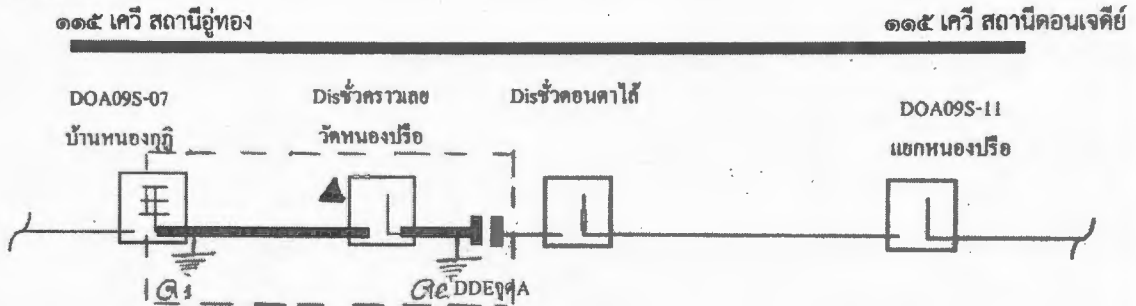 ๑๑๕ เควี สถานีอู่ทอง
๑๑๕ เควี สถานีดอนเจดีย์
DOA09S-07
บ้านหนองกุฎิ
Disชั่วคราวเลย
วัดหนองปรือ
Disชั่วดอนตาไล้
DOA09S-11
แยกหนองปรือ
G1
DDEจุดA